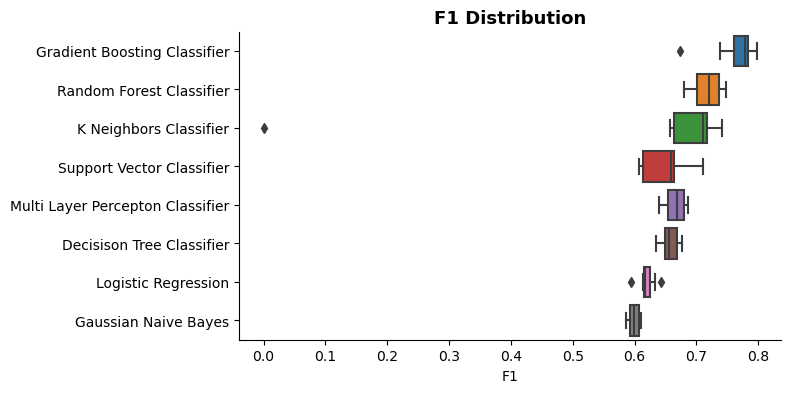 F1 Distribution
Gradient Boosting Classifier
Random Forest Classifier
K Neighbors Classifier
Support Vector Classifier
Multi Layer Percepton Classifier
Decisison Tree Classifier
Logistic Regression
Gaussian Naive Bayes
0.0 0.1 0.2 0.3 0.4 0.5 0.6 0.7 0.8
F1